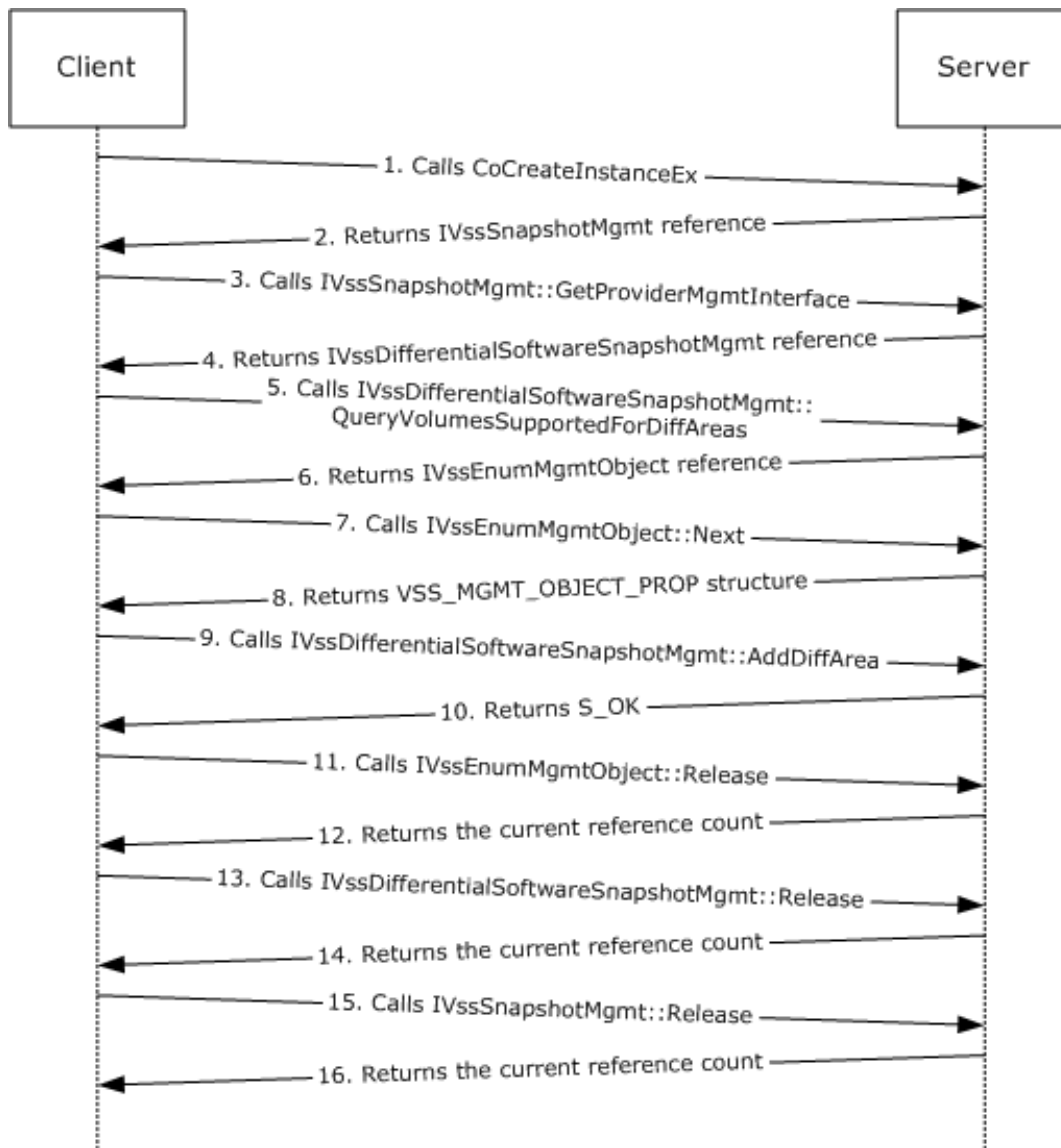 Client
Server
1. Calls CoCreateInstanceEx
2. Returns IVssSnapshotMgmt reference
3. Calls IVssSnapshotMgmt::GetProviderMgmtInterface
4. Returns IVssDifferentialSoftwareSnapshotMgmt reference
5. Calls IVssDifferentialSoftwareSnapshotMgmt::
QueryVolumesSupportedForDiffAreas
6. Returns IVssEnumMgmtObject reference
7. Calls IVssEnumMgmtObject::Next
8. Returns VSS_MGMT_OBJECT_PROP structure
9. Calls IVssDifferentialSoftwareSnapshotMgmt::AddDiffArea
10. Returns S_OK
11. Calls IVssEnumMgmtObject::Release
12. Returns the current reference count
13. Calls IVssDifferentialSoftwareSnapshotMgmt::Release
14. Returns the current reference count
15. Calls IVssSnapshotMgmt::Release
16. Returns the current reference count